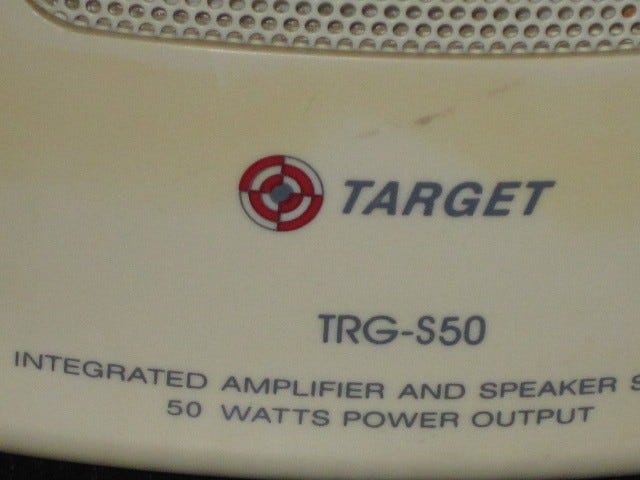 TARGET
TRG-S50
INTEGRATED AMPLIFIER AND SPEAKER S
50 WATTS POWER OUTPUT